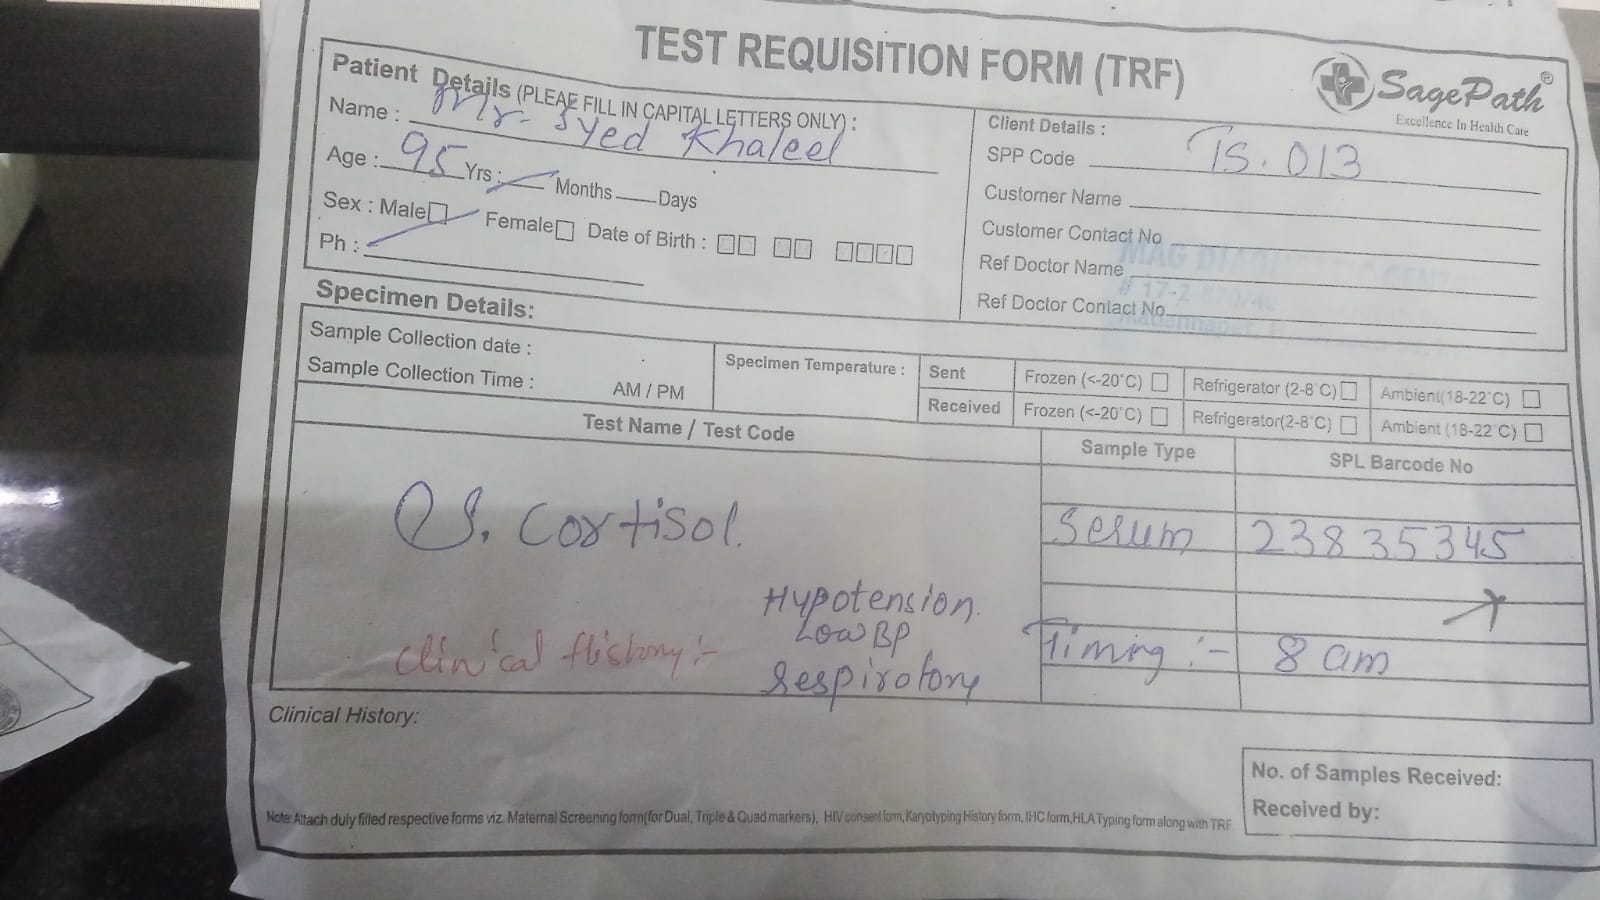 TEST REQUISITION FORM (TRF)
SagePath®
Excellence In Health Care
Patient Details (PLEAE FILL IN CAPITAL LETTERS ONLY) :
Name : Mr. Syed Khaleel
Age : 95 Yrs : Months Days
Sex : Male Female Date of Birth :
Ph :
Client Details :
SPP Code TS. 013
Customer Name
Customer Contact No
Ref Doctor Name
Ref Doctor Contact No
MAG
# 17-2-
Specimen Details:
Sample Collection date :
Sample Collection Time : AM / PM
Specimen Temperature :
Sent Frozen (<-20°C) Refrigerator (2-8°C) Ambient(18-22°C)
Received Frozen (<-20°C) Refrigerator(2-8°C) Ambient (18-22°C)
Test Name / Test Code Sample Type SPL Barcode No
S. Cortisol. Serum 23835345
Clinical History :-
Hypotension.
Low BP
Respiratory
Timing :- 8 am
Clinical History:
No. of Samples Received:
Received by:
Note: Attach duly filled respective forms viz. Maternal Screening form(for Dual, Triple & Quad markers), HIV consent form, Karyotyping History form, IHC form, HLA Typing form along with TRF